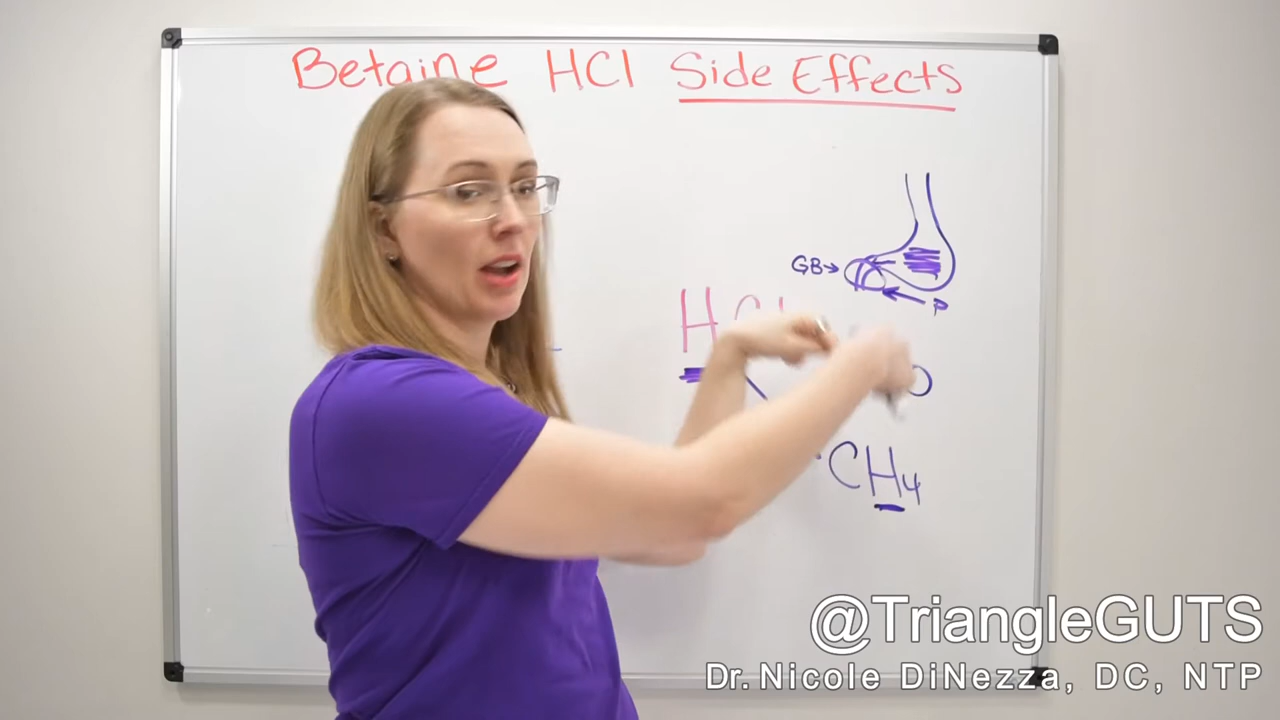 Betaine HCl Side Effects
GB
P
H
CH4
@TriangleGUTS
Dr. Nicole DiNezza, DC, NTP